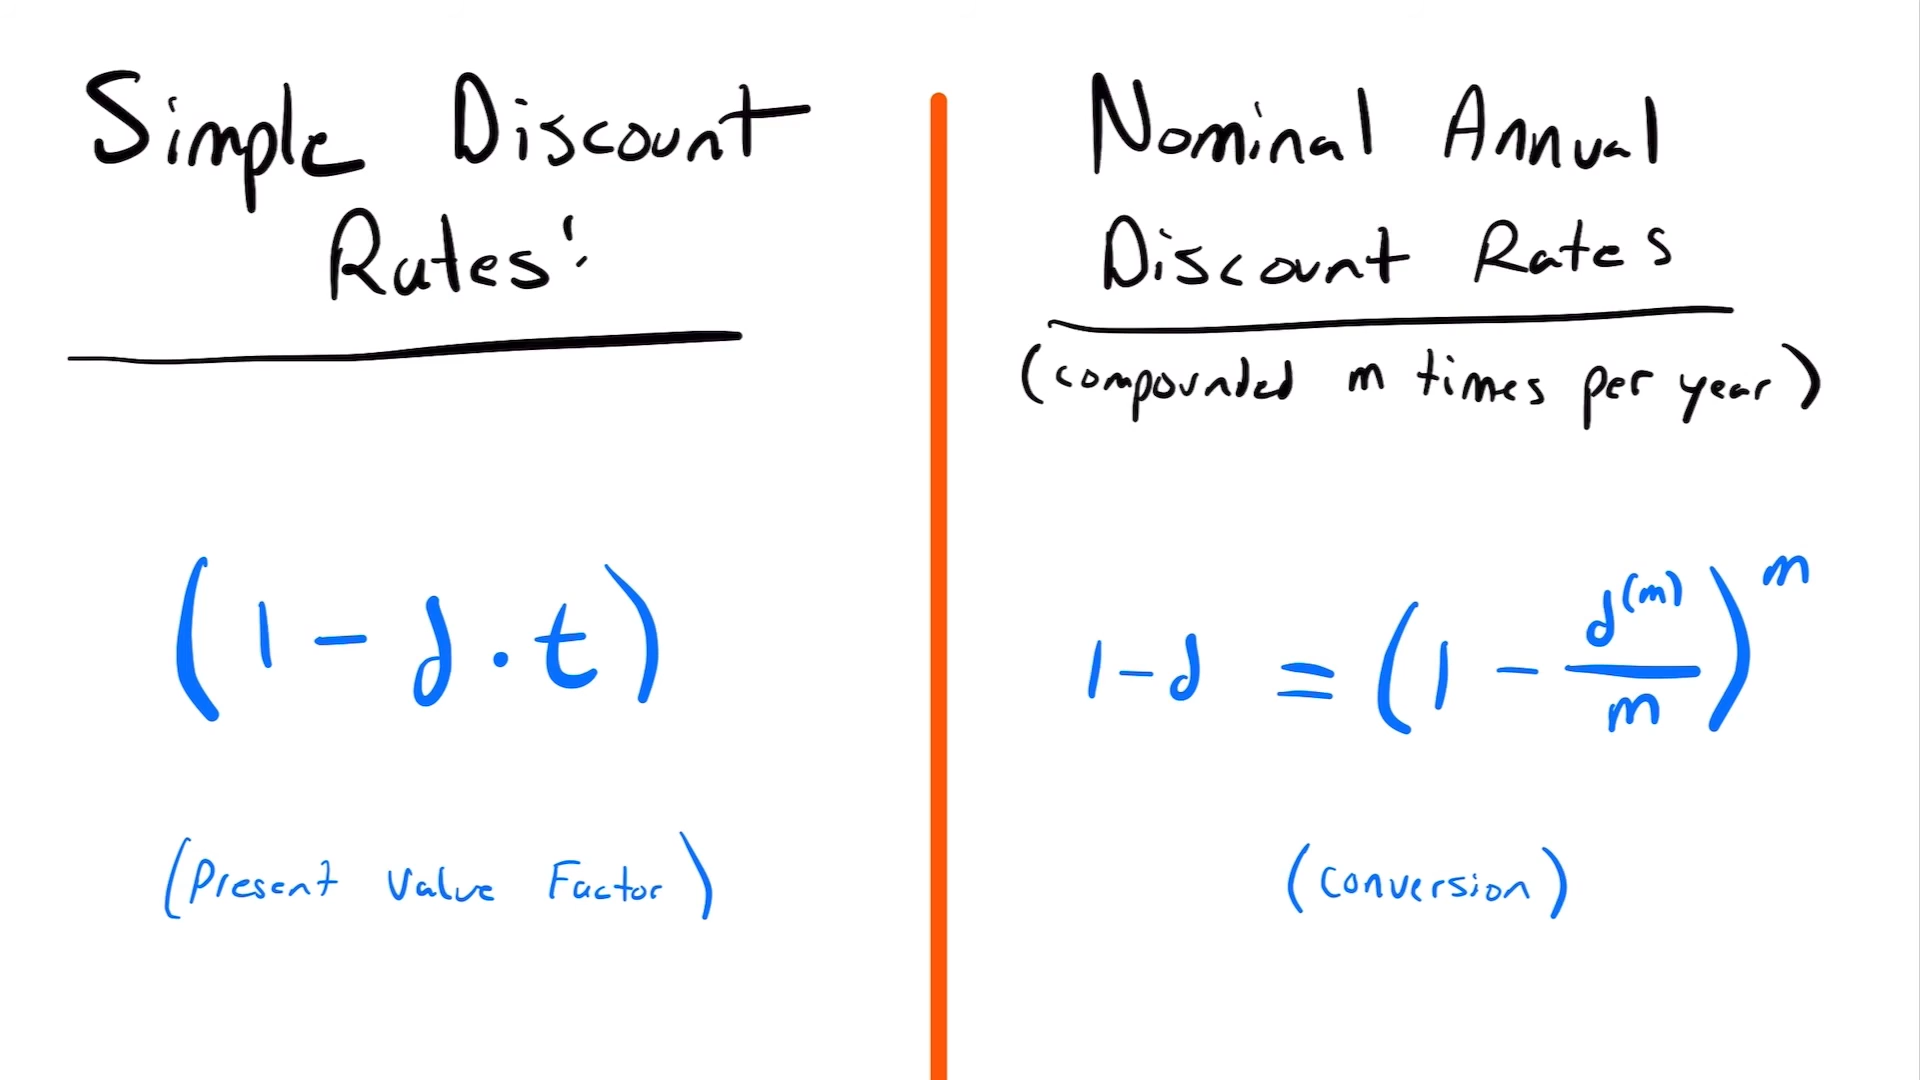 Simple Discount
Rates:
(1 - d · t)
(Present Value Factor)
Nominal Annual
Discount Rates
(compounded m times per year)
1-d = (1 - d^(m)/m)^m
(conversion)